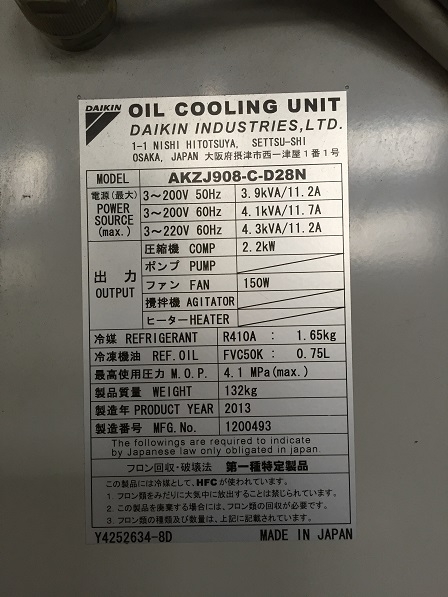 DAIKIN OIL COOLING UNIT
DAIKIN INDUSTRIES,LTD.
1-1 NISHI HITOTSUYA, SETTSU-SHI
OSAKA, JAPAN 大阪府摂津市西一津屋1番1号
MODEL AKZJ908-C-D28N
電源(最大) POWER SOURCE (max.)
3～200V 50Hz 3.9kVA/11.2A
3～200V 60Hz 4.1kVA/11.7A
3～220V 60Hz 4.3kVA/11.2A
出力 OUTPUT
圧縮機 COMP 2.2kW
ポンプ PUMP
ファン FAN 150W
攪拌機 AGITATOR
ヒーター HEATER
冷媒 REFRIGERANT R410A : 1.65kg
冷凍機油 REF.OIL FVC50K : 0.75L
最高使用圧力 M.O.P. 4.1 MPa(max.)
製品質量 WEIGHT 132kg
製造年 PRODUCT YEAR 2013
製造番号 MFG.No. 1200493
The followings are required to indicate
by Japanese law only obligated in japan
フロン回収・破壊法 第一種特定製品
この製品には冷媒として、HFCが使われています。
1. フロン類をみだりに大気中に放出することは禁じられています。
2. この製品を廃棄する場合には、フロン類の回収が必要です。
3. フロン類の種類及び数量は、上記に記載されています。
Y4252634-8D MADE IN JAPAN